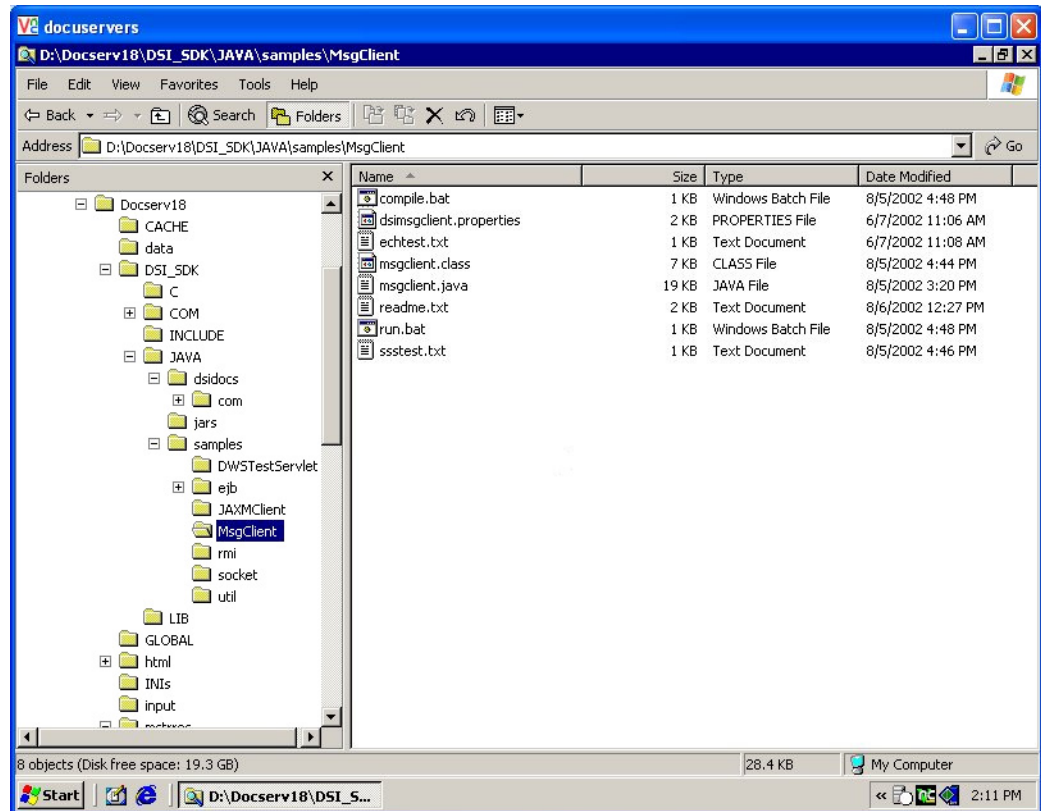 docuservers
D:\Docserv18\DSI_SDK\JAVA\samples\MsgClient
File Edit View Favorites Tools Help
Back Search Folders
Address D:\Docserv18\DSI_SDK\JAVA\samples\MsgClient Go
Folders
Docserv18
CACHE
data
DSI_SDK
C
COM
INCLUDE
JAVA
dsidocs
com
jars
samples
DWSTestServlet
ejb
JAXMClient
MsgClient
rmi
socket
util
LIB
GLOBAL
html
INIs
input
Name Size Type Date Modified
compile.bat 1 KB Windows Batch File 8/5/2002 4:48 PM
dsimsgclient.properties 2 KB PROPERTIES File 6/7/2002 11:06 AM
echtest.txt 1 KB Text Document 6/7/2002 11:08 AM
msgclient.class 7 KB CLASS File 8/5/2002 4:44 PM
msgclient.java 19 KB JAVA File 8/5/2002 3:20 PM
readme.txt 2 KB Text Document 8/6/2002 12:27 PM
run.bat 1 KB Windows Batch File 8/5/2002 4:48 PM
ssstest.txt 1 KB Text Document 8/5/2002 4:46 PM
8 objects (Disk free space: 19.3 GB) 28.4 KB My Computer
Start D:\Docserv18\DSI_S... 2:11 PM